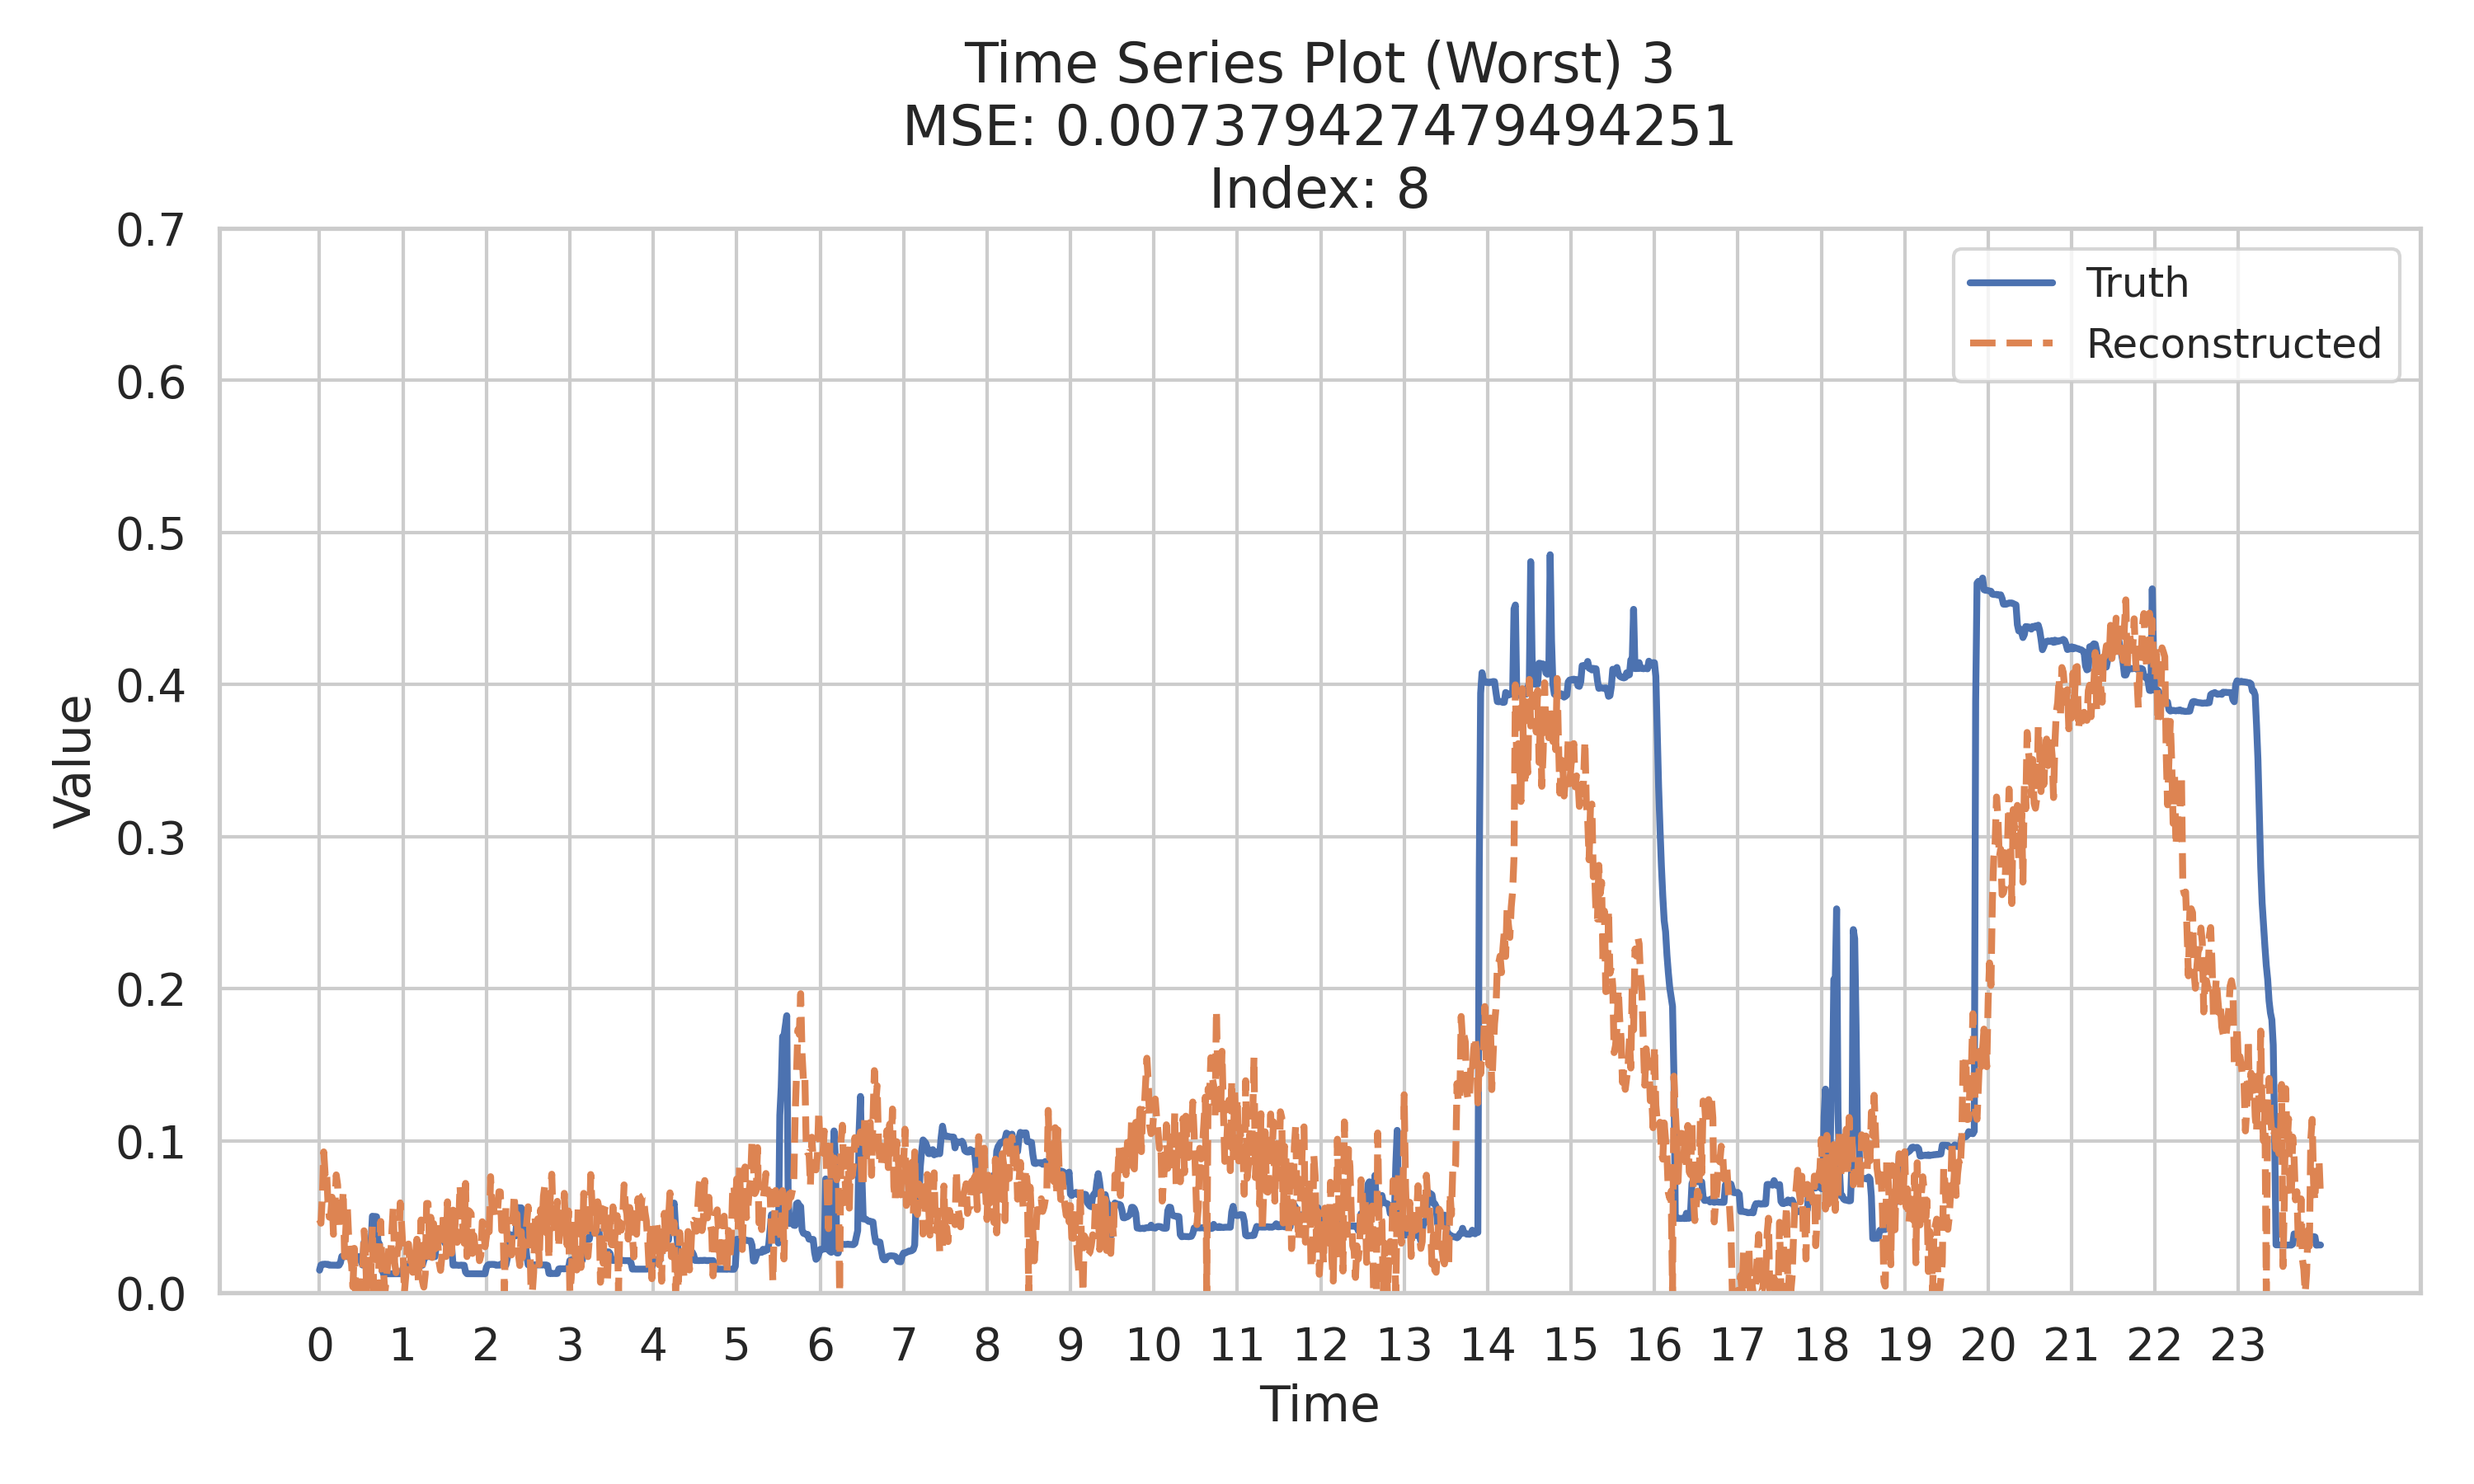 Time Series Plot (Worst) 3
MSE: 0.007379427479494251
Index: 8
0.7
0.6
0.5
0.4
0.3
0.2
0.1
0.0
Value
Truth
Reconstructed
0 1 2 3 4 5 6 7 8 9 10 11 12 13 14 15 16 17 18 19 20 21 22 23
Time